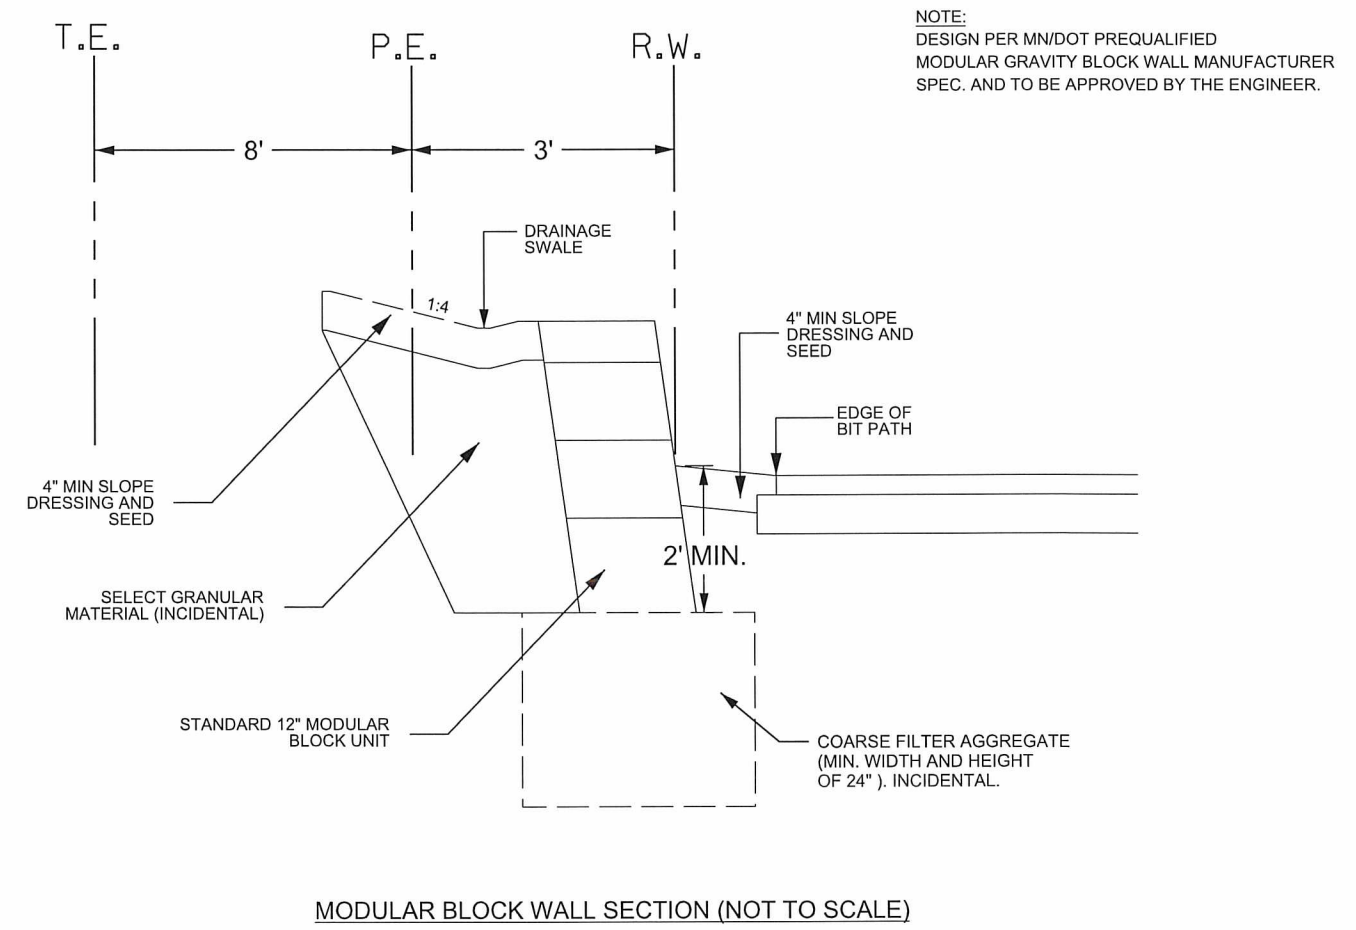 T.E.
P.E.
R.W.
NOTE:
DESIGN PER MN/DOT PREQUALIFIED
MODULAR GRAVITY BLOCK WALL MANUFACTURER
SPEC. AND TO BE APPROVED BY THE ENGINEER.
8'
3'
DRAINAGE
SWALE
1:4
4" MIN SLOPE
DRESSING AND
SEED
EDGE OF
BIT PATH
4" MIN SLOPE
DRESSING AND
SEED
2' MIN.
SELECT GRANULAR
MATERIAL (INCIDENTAL)
STANDARD 12" MODULAR
BLOCK UNIT
COARSE FILTER AGGREGATE
(MIN. WIDTH AND HEIGHT
OF 24" ). INCIDENTAL.
MODULAR BLOCK WALL SECTION (NOT TO SCALE)